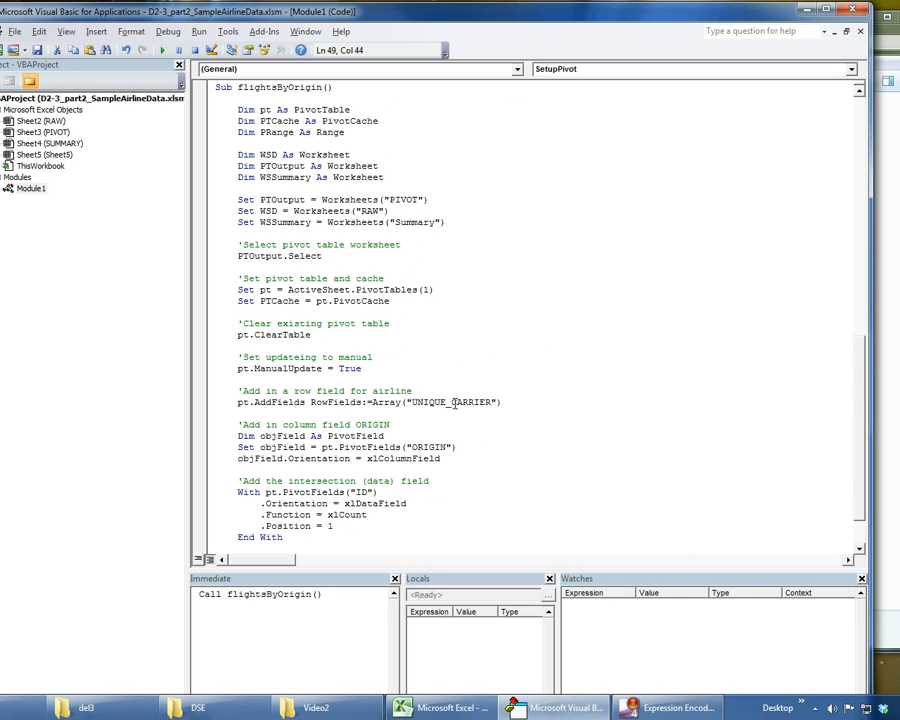 Microsoft Visual Basic for Applications - D2-3_part2_SampleAirlineData.xlsm - [Module1 (Code)]
File Edit View Insert Format Debug Run Tools Add-Ins Window Help
Type a question for help
Ln 49, Col 44
ect - VBAProject
(General)
SetupPivot
BAProject (D2-3_part2_SampleAirlineData.xlsm
Microsoft Excel Objects
Sheet2 (RAW)
Sheet3 (PIVOT)
Sheet4 (SUMMARY)
Sheet5 (Sheet5)
ThisWorkbook
Modules
Module1
Sub flightsByOrigin()
Dim pt As PivotTable
Dim PTCache As PivotCache
Dim PRange As Range
Dim WSD As Worksheet
Dim PTOutput As Worksheet
Dim WSSummary As Worksheet
Set PTOutput = Worksheets("PIVOT")
Set WSD = Worksheets("RAW")
Set WSSummary = Worksheets("Summary")
'Select pivot table worksheet
PTOutput.Select
'Set pivot table and cache
Set pt = ActiveSheet.PivotTables(1)
Set PTCache = pt.PivotCache
'Clear existing pivot table
pt.ClearTable
'Set updateing to manual
pt.ManualUpdate = True
'Add in a row field for airline
pt.AddFields RowFields:=Array("UNIQUE_CARRIER")
'Add in column field ORIGIN
Dim objField As PivotField
Set objField = pt.PivotFields("ORIGIN")
objField.Orientation = xlColumnField
'Add the intersection (data) field
With pt.PivotFields("ID")
.Orientation = xlDataField
.Function = xlCount
.Position = 1
End With
Immediate
Call flightsByOrigin()
Locals
<Ready>
...
Expression Value Type
Watches
Expression Value Type Context
del3
DSE
Video2
Microsoft Excel - ...
Microsoft Visual B...
Expression Encod...
Desktop